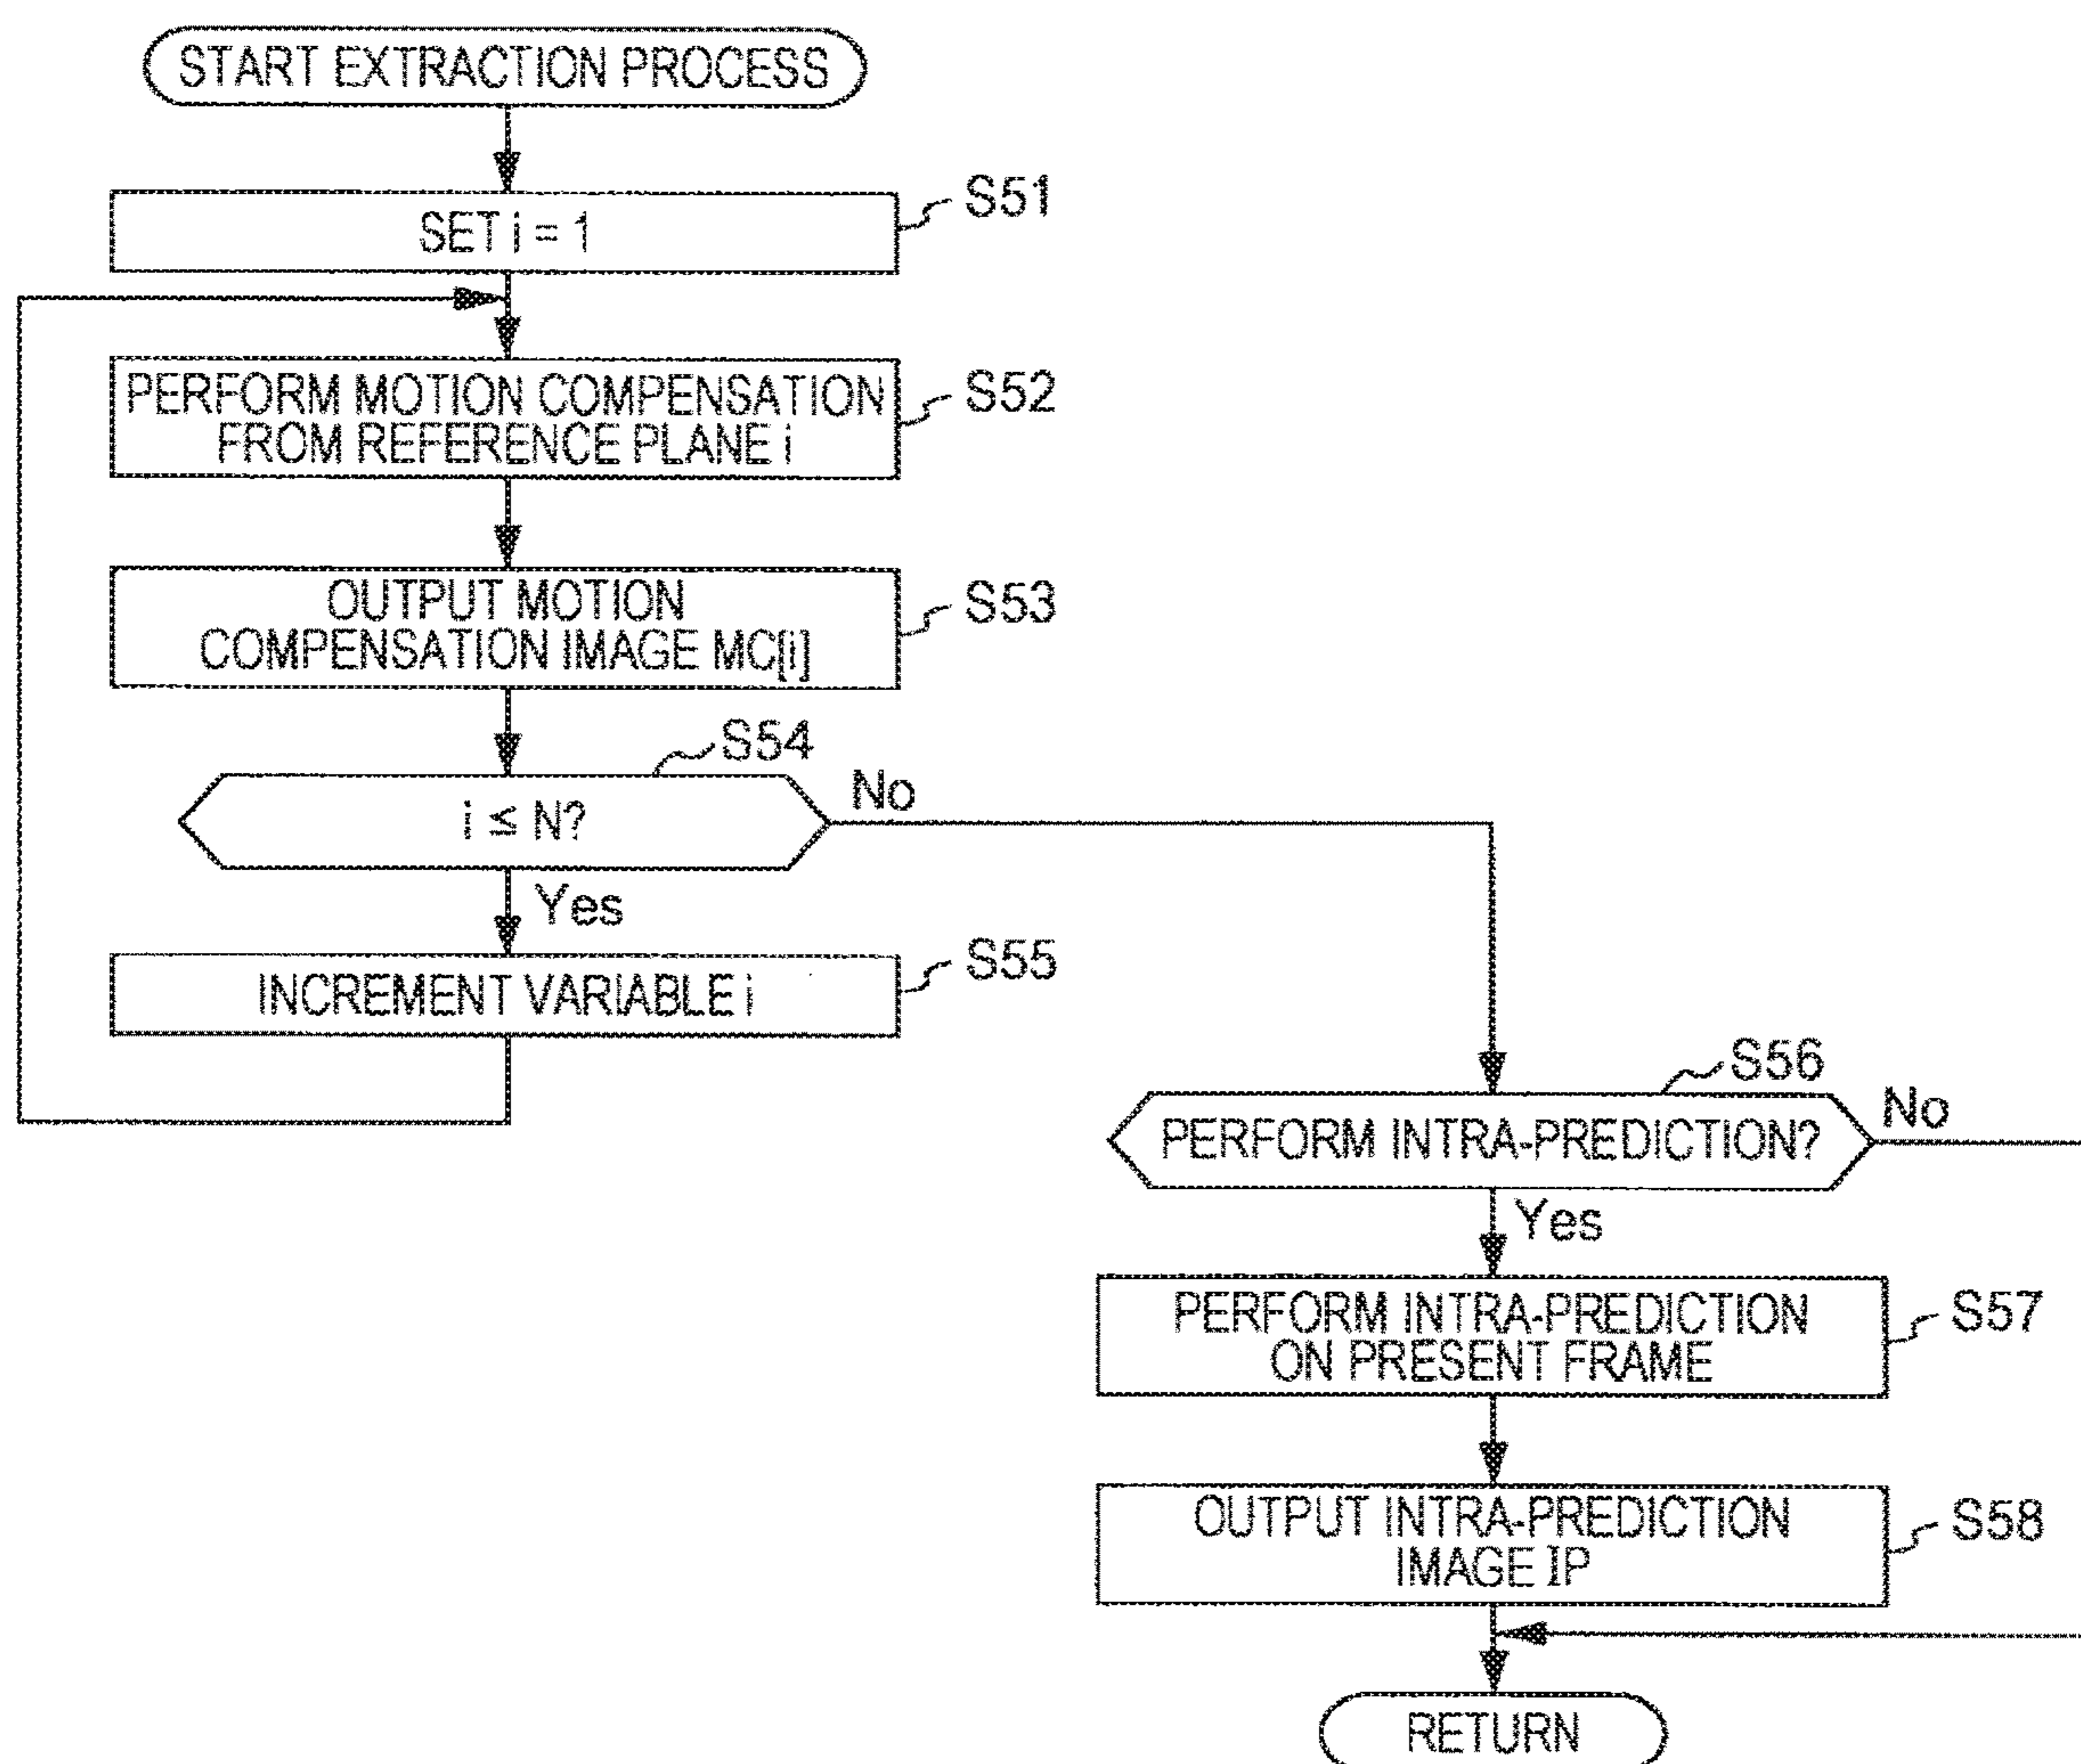 START EXTRACTION PROCESS
SET i = 1
S51
PERFORM MOTION COMPENSATION
FROM REFERENCE PLANE i
S52
OUTPUT MOTION
COMPENSATION IMAGE MC[i]
S53
S54
i ≤ N?
No
Yes
INCREMENT VARIABLE i
S55
S56
PERFORM INTRA-PREDICTION?
No
Yes
PERFORM INTRA-PREDICTION
ON PRESENT FRAME
S57
OUTPUT INTRA-PREDICTION
IMAGE IP
S58
RETURN